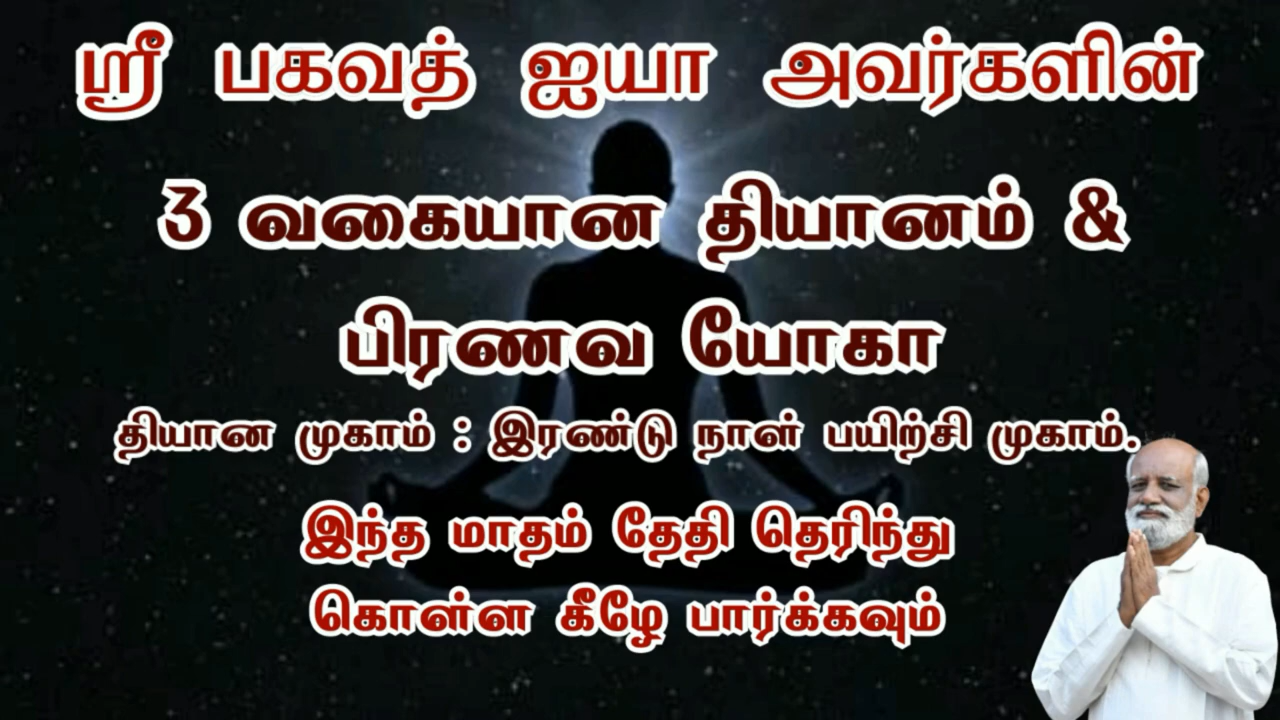 ஸ்ரீ பகவத் ஐயா அவர்களின்
3 வகையான தியானம் &
பிரணவ யோகா
தியான முகாம் : இரண்டு நாள் பயிற்சி முகாம்.
இந்த மாதம் தேதி தெரிந்து
கொள்ள கீழே பார்க்கவும்